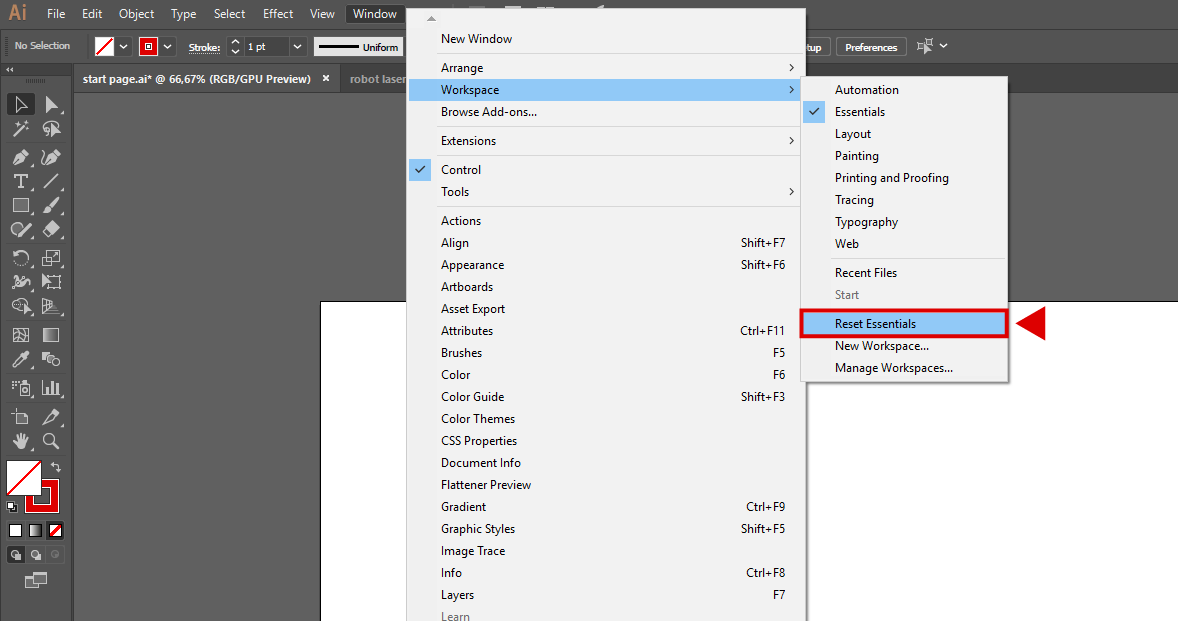 Ai File Edit Object Type Select Effect View Window
No Selection Stroke: 1 pt Uniform Preferences
start page.ai* @ 66,67% (RGB/GPU Preview) × robot laser
New Window
Arrange
Workspace
Browse Add-ons...
Extensions
Control
Tools
Actions
Align Shift+F7
Appearance Shift+F6
Artboards
Asset Export
Attributes Ctrl+F11
Brushes F5
Color F6
Color Guide Shift+F3
Color Themes
CSS Properties
Document Info
Flattener Preview
Gradient Ctrl+F9
Graphic Styles Shift+F5
Image Trace
Info Ctrl+F8
Layers F7
Learn
Automation
Essentials
Layout
Painting
Printing and Proofing
Tracing
Typography
Web
Recent Files
Start
Reset Essentials
New Workspace...
Manage Workspaces...